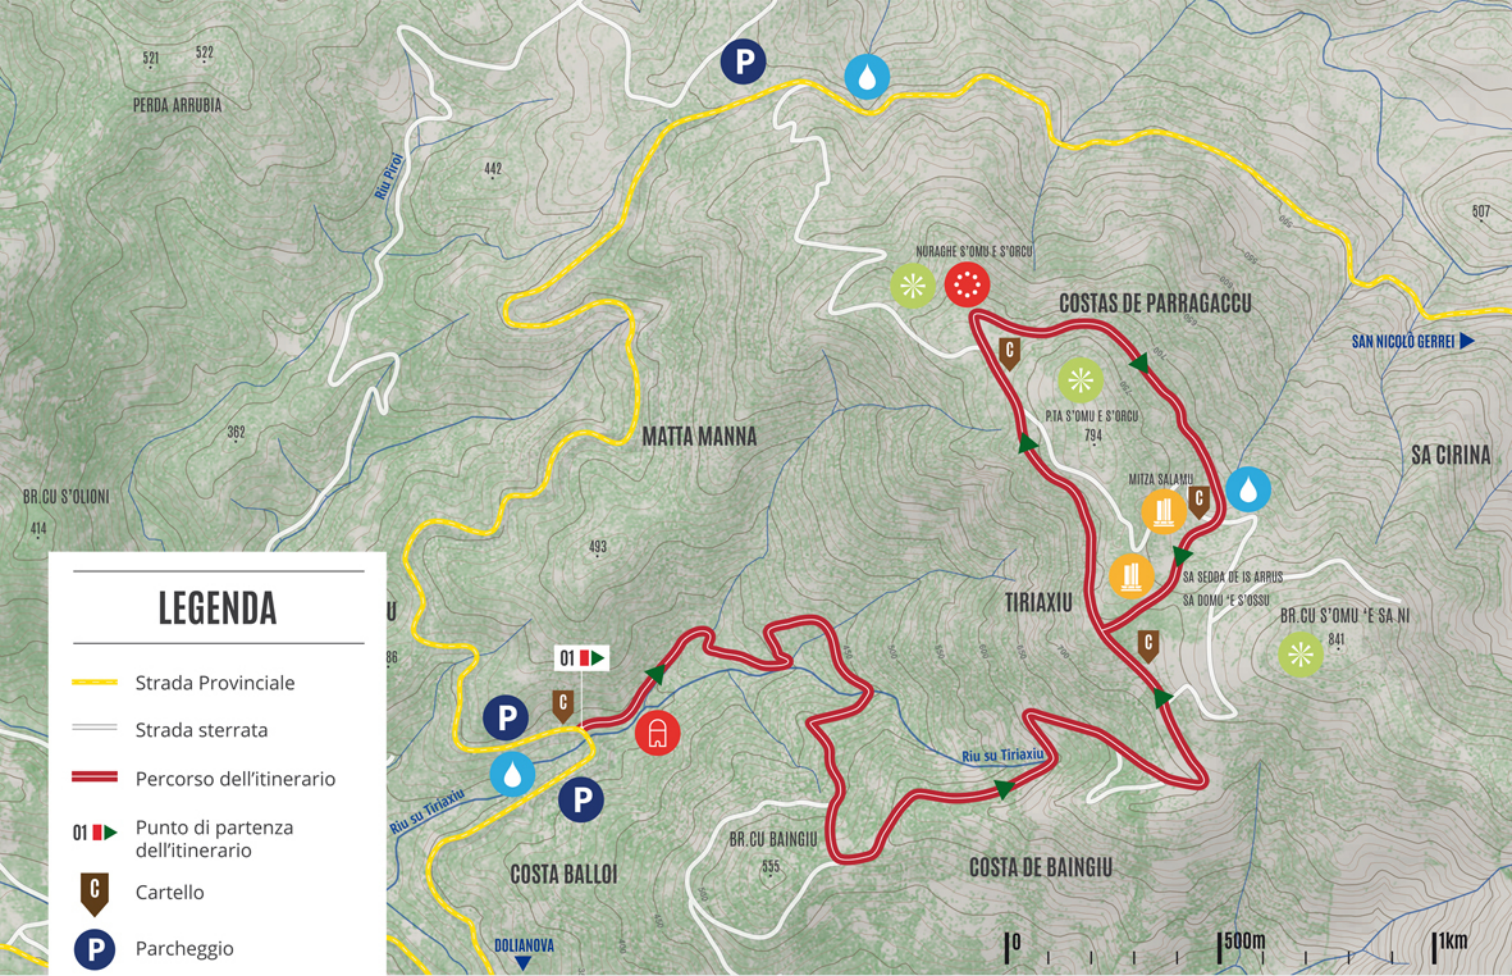 521
522
PERDA ARRUBIA
442
Riu Piroi
507
NURAGHE S'OMU E S'ORCU
COSTAS DE PARRAGACCU
SAN NICOLÒ GERREI
C
P.TA S'OMU E S'ORCU
794
362
MATTA MANNA
SA CIRINA
BR.CU S'OLIONI
414
MITZA SALAMU
C
493
SA SEDDA DE IS ARRUS
SA DOMU 'E S'OSSU
TIRIAXIU
BR.CU S'OMU 'E SA NI
841
C
01
C
P
P
P
Riu su Tiriaxiu
Riu su Tiriaxiu
BR.CU BAINGIU
555
COSTA BALLOI
COSTA DE BAINGIU
DOLIANOVA
0
500m
1km
U
86
LEGENDA
Strada Provinciale
Strada sterrata
Percorso dell'itinerario
01
Punto di partenza
dell'itinerario
C
Cartello
P
Parcheggio